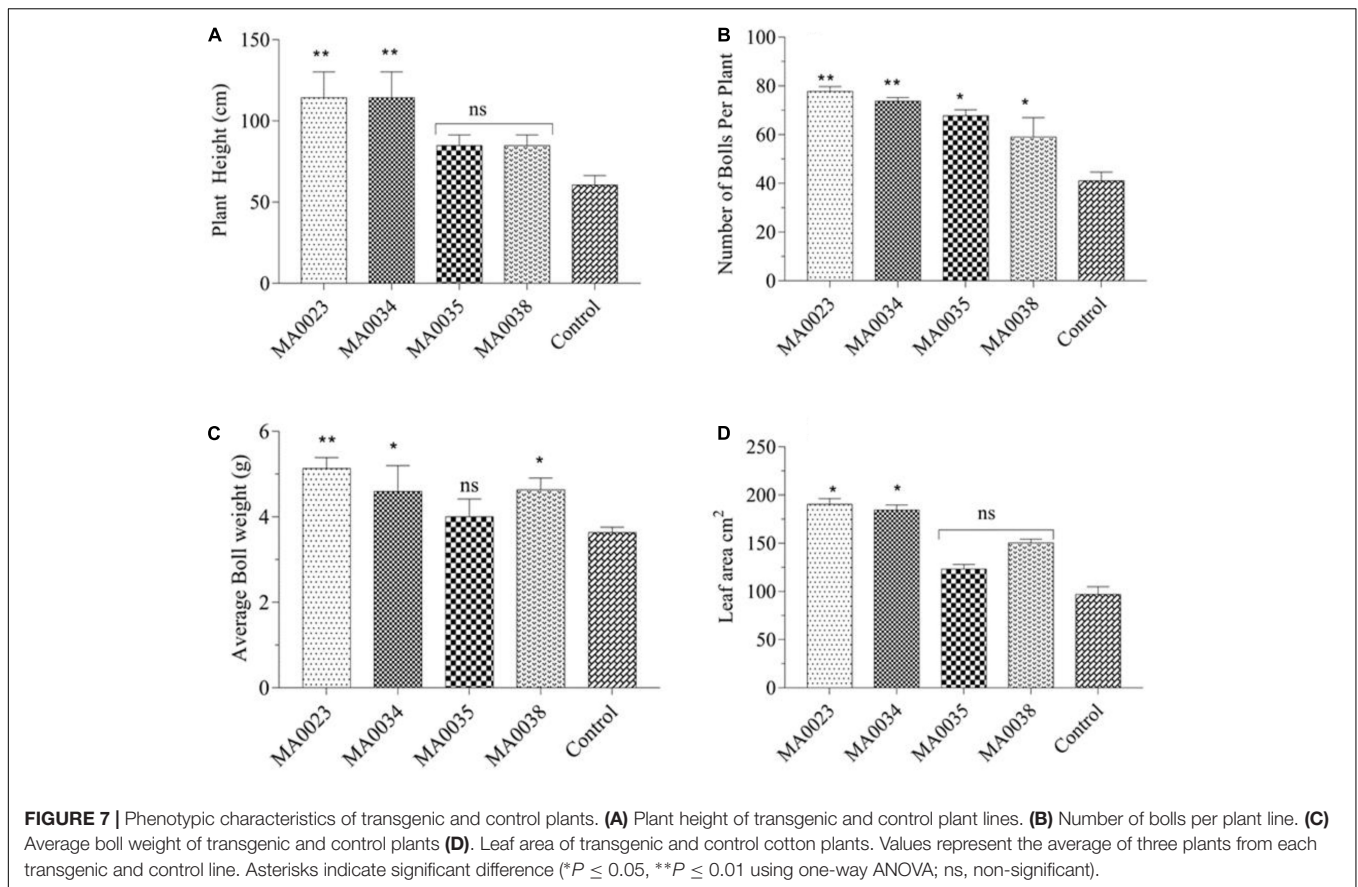 A
Plant Height (cm)
150
100
50
0
**
**
ns
MA0023
MA0034
MA0035
MA0038
Control
B
Number of Bolls Per Plant
100
80
60
40
20
0
**
**
*
*
MA0023
MA0034
MA0035
MA0038
Control
C
Average Boll weight (g)
6
4
2
0
**
*
ns
*
MA0023
MA0034
MA0035
MA0038
Control
D
Leaf area cm²
250
200
150
100
50
0
*
*
ns
MA0023
MA0034
MA0035
MA0038
Control
FIGURE 7 | Phenotypic characteristics of transgenic and control plants. (A) Plant height of transgenic and control plant lines. (B) Number of bolls per plant line. (C)
Average boll weight of transgenic and control plants (D). Leaf area of transgenic and control cotton plants. Values represent the average of three plants from each
transgenic and control line. Asterisks indicate significant difference (*P ≤ 0.05, **P ≤ 0.01 using one-way ANOVA; ns, non-significant).